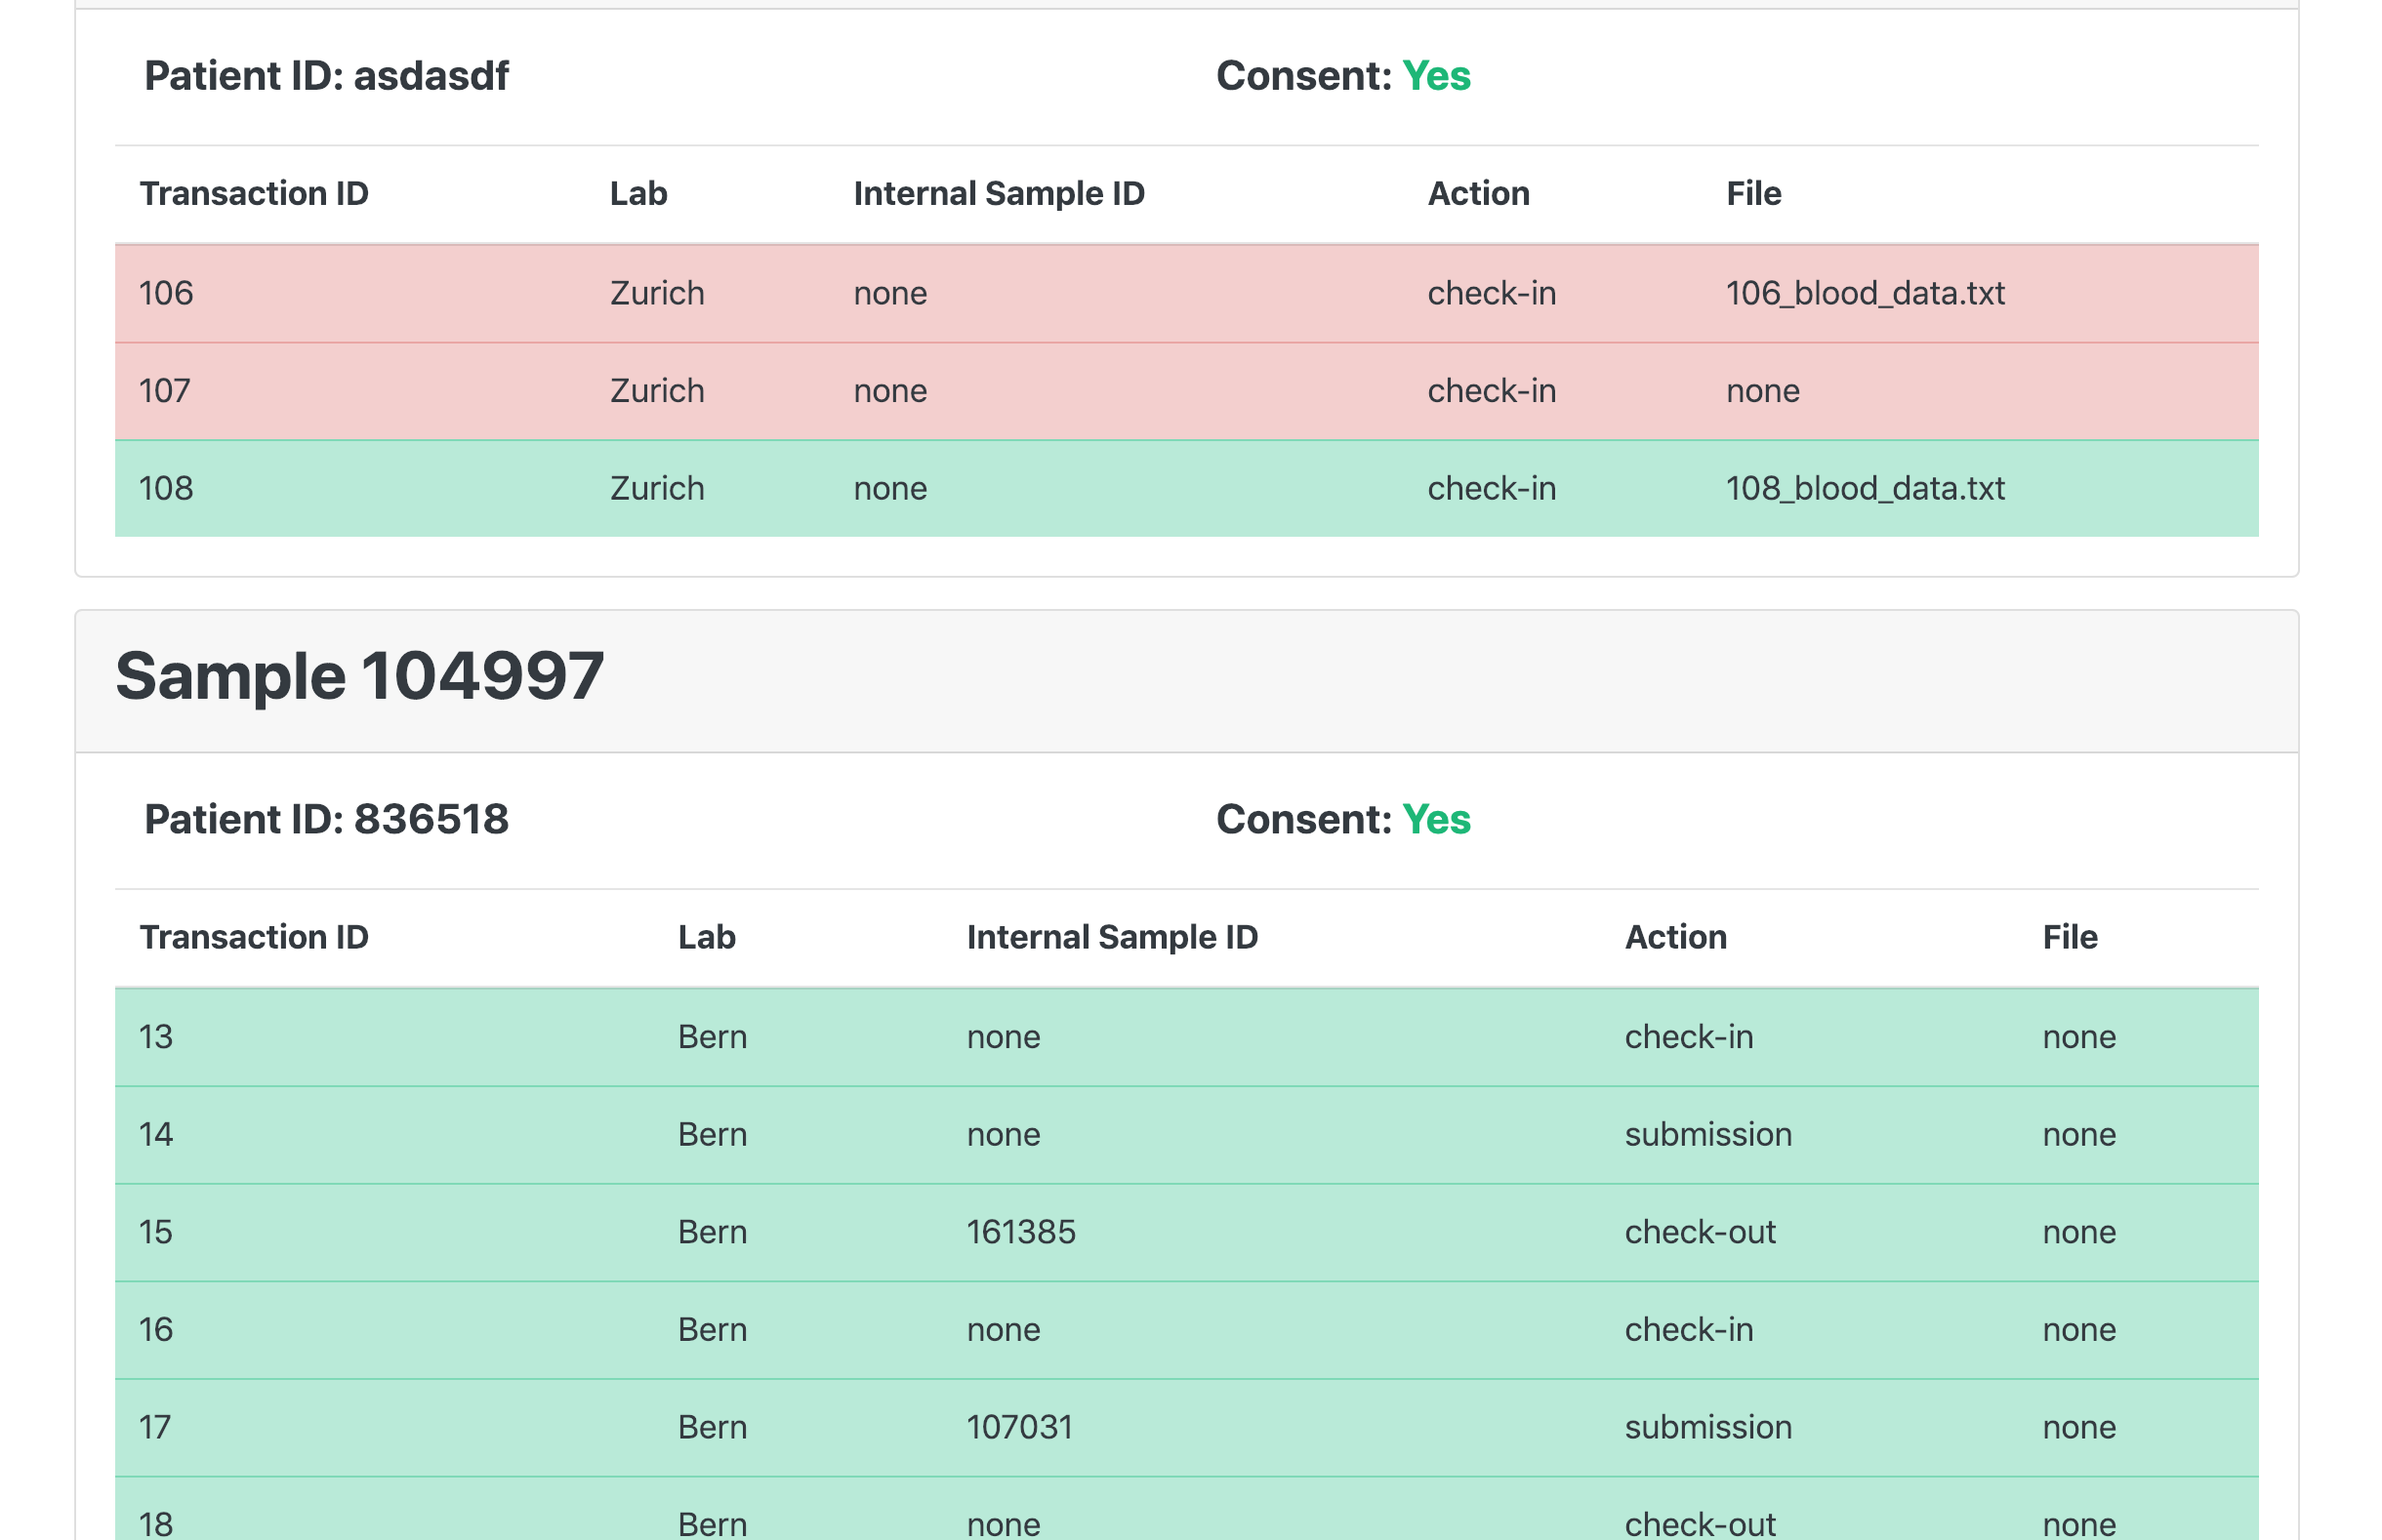 Patient ID: asdasdf Consent: Yes
Transaction ID Lab Internal Sample ID Action File
106 Zurich none check-in 106_blood_data.txt
107 Zurich none check-in none
108 Zurich none check-in 108_blood_data.txt
Sample 104997
Patient ID: 836518 Consent: Yes
Transaction ID Lab Internal Sample ID Action File
13 Bern none check-in none
14 Bern none submission none
15 Bern 161385 check-out none
16 Bern none check-in none
17 Bern 107031 submission none
18 Bern none check-out none